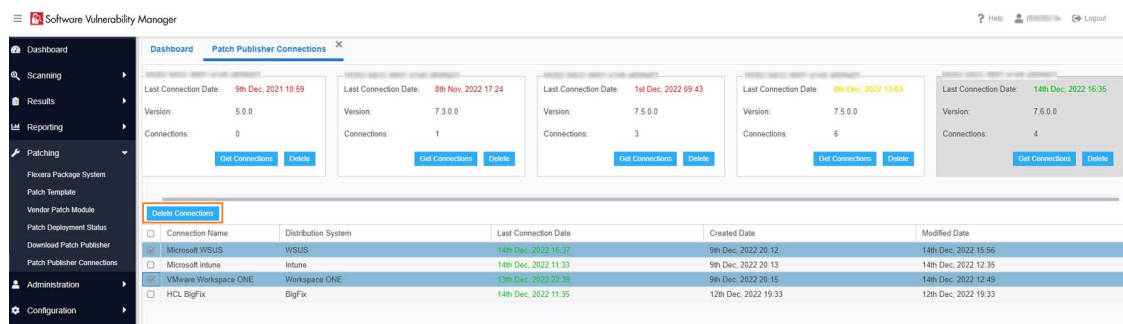 Software Vulnerability Manager
Help
Logout
Dashboard
Scanning
Results
Reporting
Patching
Flexera Package System
Patch Template
Vendor Patch Module
Patch Deployment Status
Download Patch Publisher
Patch Publisher Connections
Administration
Configuration
Dashboard Patch Publisher Connections
Last Connection Date: 9th Dec, 2021 10:59
Version: 5.0.0
Connections: 0
Get Connections Delete
Last Connection Date: 8th Nov, 2022 17:24
Version: 7.3.0.0
Connections: 1
Get Connections Delete
Last Connection Date: 1st Dec, 2022 09:43
Version: 7.5.0.0
Connections: 3
Get Connections Delete
Last Connection Date: 8th Dec, 2022 13:03
Version: 7.5.0.0
Connections: 6
Get Connections Delete
Last Connection Date: 14th Dec, 2022 16:35
Version: 7.6.0.0
Connections: 4
Get Connections Delete
Delete Connections
Connection Name Distribution System Last Connection Date Created Date Modified Date
Microsoft WSUS WSUS 14th Dec, 2022 16:37 9th Dec, 2022 20:12 14th Dec, 2022 15:56
Microsoft intune Intune 14th Dec, 2022 11:33 9th Dec, 2022 20:13 14th Dec, 2022 12:35
VMware Workspace ONE Workspace ONE 13th Dec, 2022 22:39 9th Dec, 2022 20:15 14th Dec, 2022 12:49
HCL BigFix BigFix 14th Dec, 2022 11:35 12th Dec, 2022 19:33 12th Dec, 2022 19:33